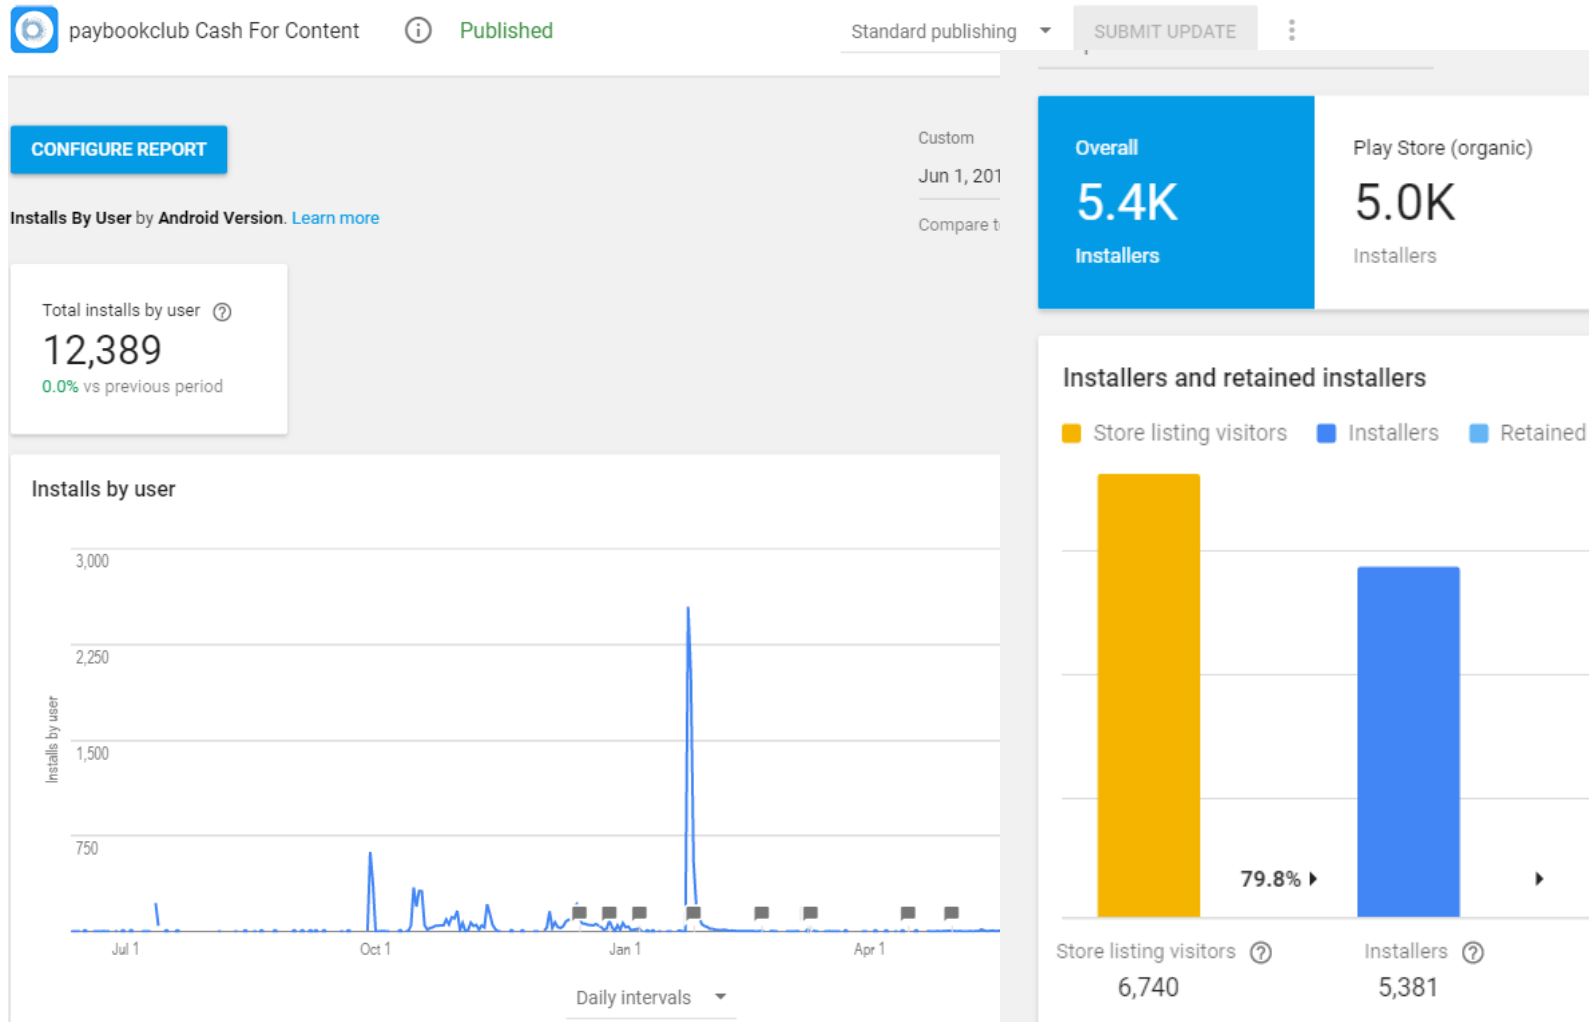 paybookclub Cash For Content
Published
Standard publishing
SUBMIT UPDATE
CONFIGURE REPORT
Custom
Jun 1, 201
Compare
Installs By User by Android Version. Learn more
Total installs by user
12,389
0.0% vs previous period
Installs by user
3,000
2,250
1,500
750
Installs by user
Jul 1
Oct 1
Jan 1
Apr 1
Daily intervals
Overall
5.4K
Installers
Play Store (organic)
5.0K
Installers
Installers and retained installers
Store listing visitors
Installers
Retained
79.8%
Store listing visitors
6,740
Installers
5,381